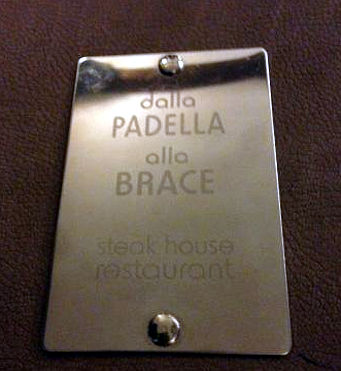 dalla
PADELLA
alla
BRACE
steak house
restaurant